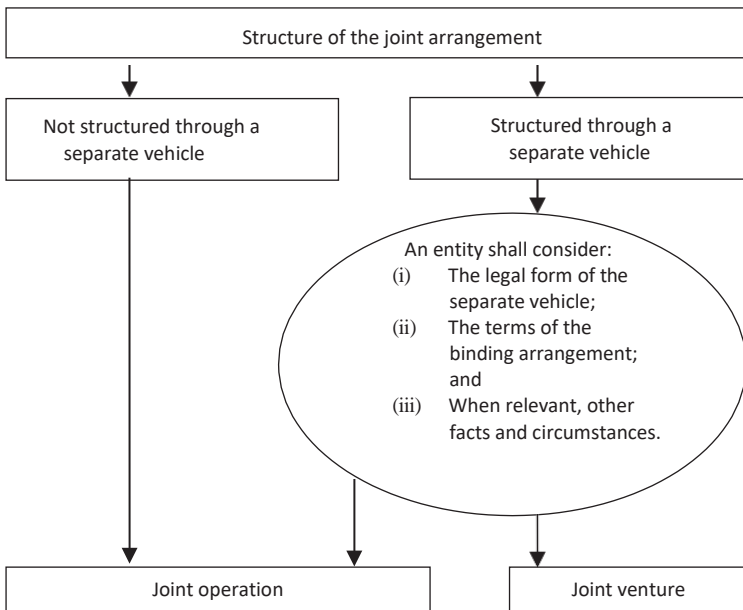 Structure of the joint arrangement
Not structured through a
separate vehicle
Structured through a
separate vehicle
An entity shall consider:
(i) The legal form of the
separate vehicle;
(ii) The terms of the
binding arrangement;
and
(iii) When relevant, other
facts and circumstances.
Joint operation
Joint venture